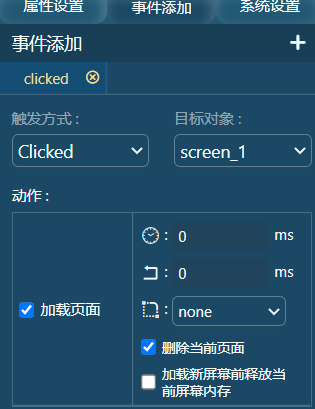 属性设置 事件添加 系统设置
事件添加 +
clicked
触发方式： 目标对象：
Clicked screen_1
动作：
加载页面
: 0 ms
: 0 ms
: none
删除当前页面
加载新屏幕前释放当
前屏幕内存